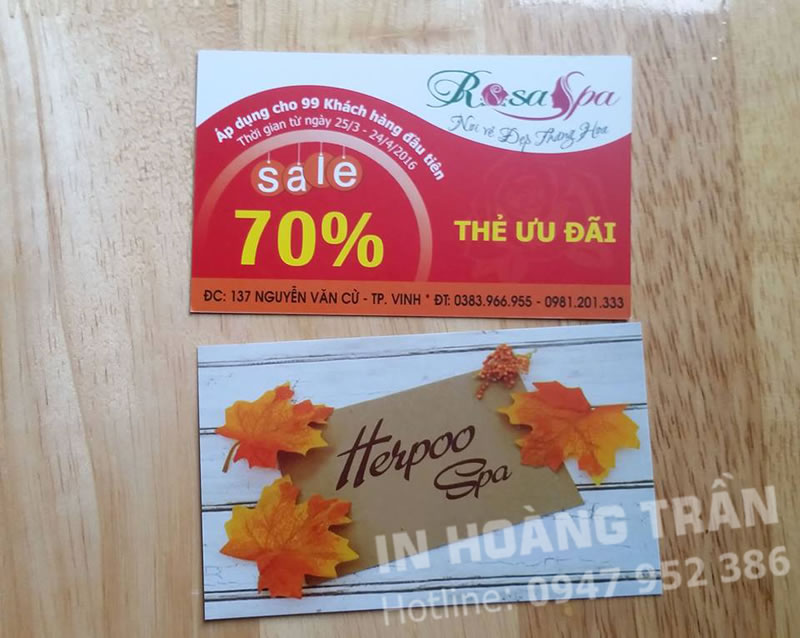 Rosa Spa
Nơi vẻ Đẹp Thăng Hoa
Áp dụng cho 99 Khách hàng đầu tiên
Thời gian từ ngày 25/3 - 24/4/2016
sale
70%
THẺ ƯU ĐÃI
ĐC: 137 NGUYỄN VĂN CỪ - TP. VINH * ĐT: 0383.966.955 - 0981.201.333
Herpoo
Spa
IN HOÀNG TRẦN
Hotline: 0947 952 386